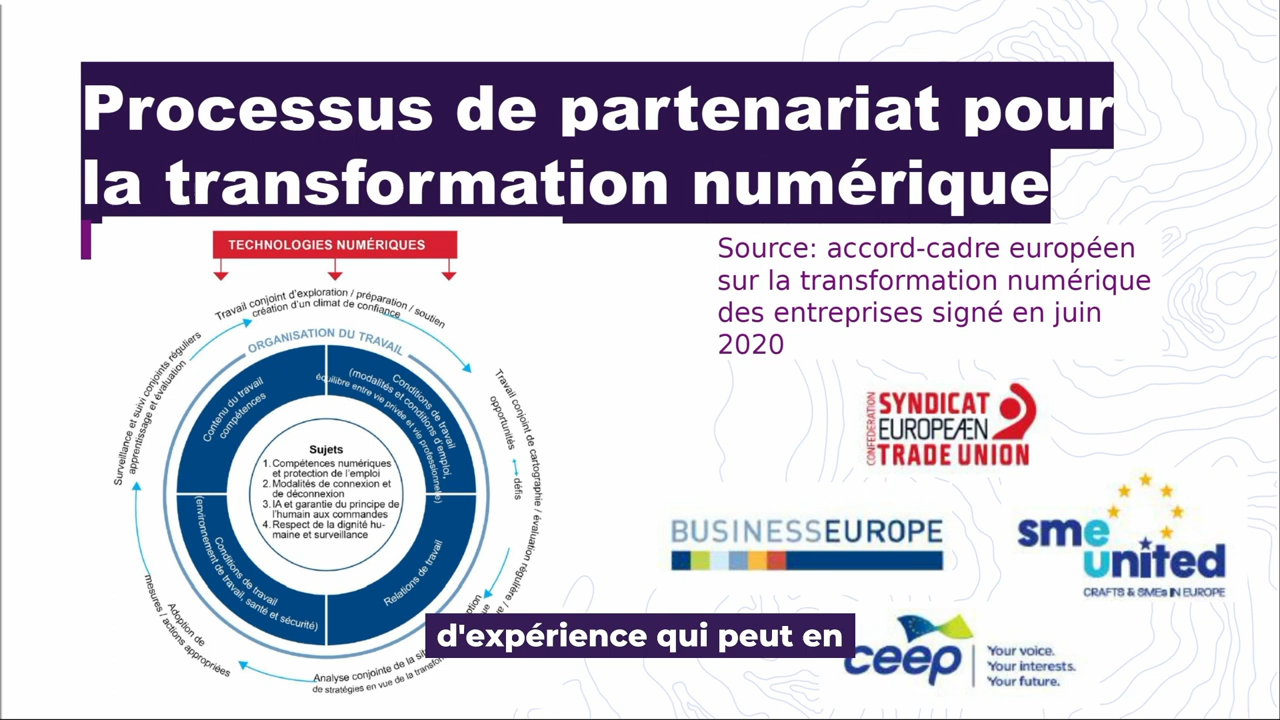 Processus de partenariat pour
la transformation numérique
TECHNOLOGIES NUMÉRIQUES
Travail conjoint d'exploration / préparation / soutien
création d'un climat de confiance
ORGANISATION DU TRAVAIL
Surveillance et suivi conjoints réguliers
apprentissage et évaluation
Contenu du travail
compétences
Conditions de travail
(modalités et conditions d'emploi,
équilibre entre vie privée et vie professionnelle)
Travail conjoint de cartographie / évaluation régulière /
opportunités
défis
Sujets
1. Compétences numériques
et protection de l'emploi
2. Modalités de connexion et
de déconnexion
3. IA et garantie du principe de
l'humain aux commandes
4. Respect de la dignité hu-
maine et surveillance
Conditions de travail
(environnement de travail, santé et sécurité)
Relations de travail
Adoption de
mesures / actions appropriées
Analyse conjointe de la
de stratégies en vue de la
Source: accord-cadre européen
sur la transformation numérique
des entreprises signé en juin
2020
CONFEDERATION
SYNDICAT
EUROPEÆN
TRADE UNION
BUSINESSEUROPE
sme
united
CRAFTS & SMEs IN EUROPE
d'expérience qui peut en
ceep
Your voice.
Your interests.
Your future.